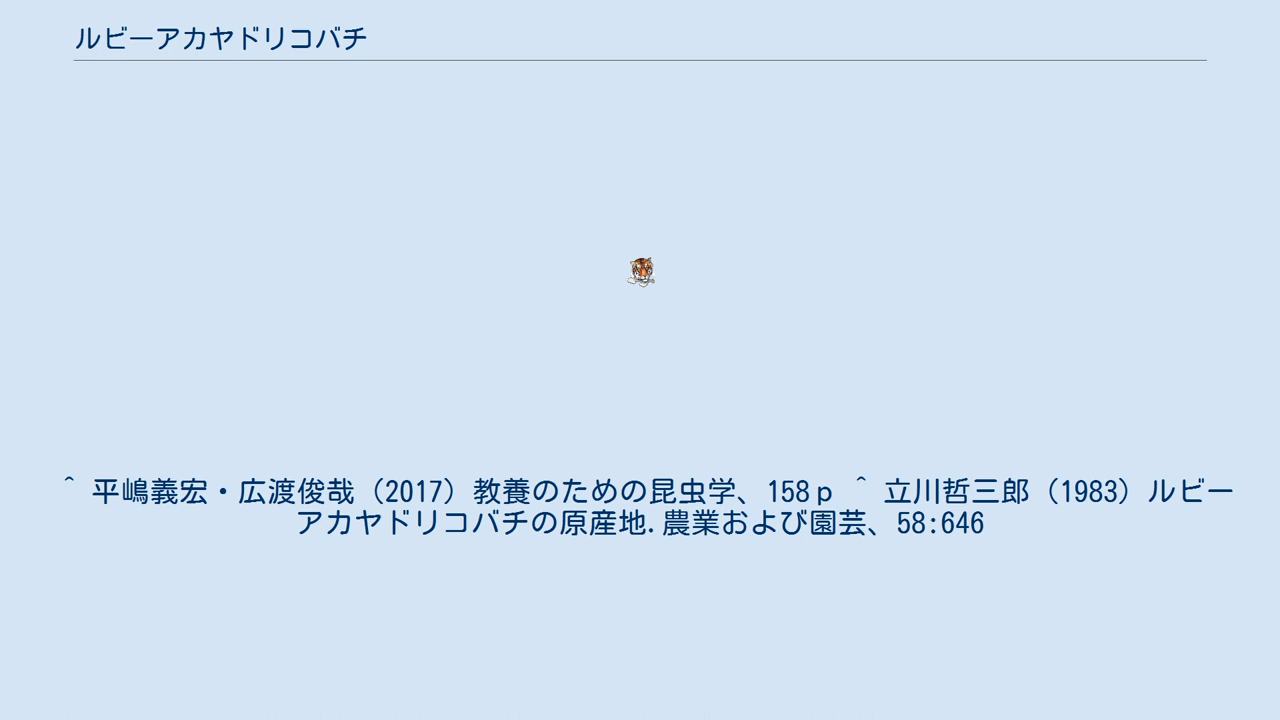 ルビーアカヤドリコバチ
^ 平嶋義宏・広渡俊哉（2017）教養のための昆虫学、158ｐ ^ 立川哲三郎（1983）ルビー
アカヤドリコバチの原産地.農業および園芸、58:646